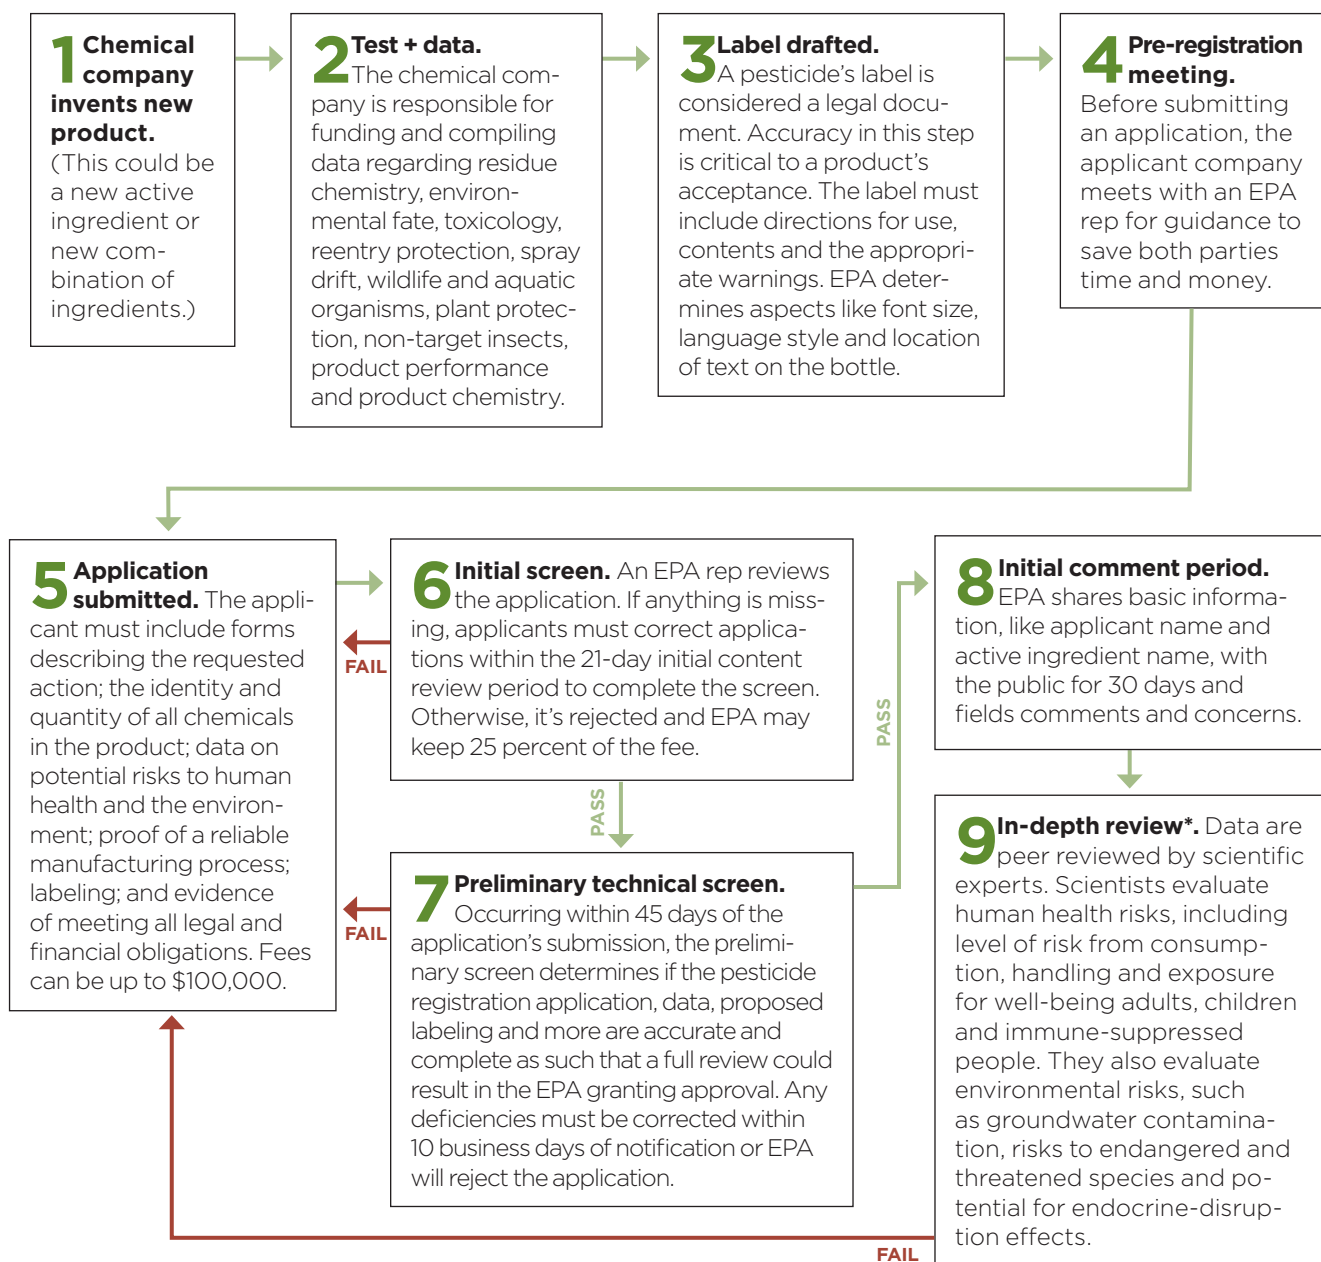 1 Chemical
company
invents new
product.
(This could be
a new active
ingredient or
new com-
bination of
ingredients.)
2 Test + data.
The chemical com-
pany is responsible for
funding and compiling
data regarding residue
chemistry, environ-
mental fate, toxicology,
reentry protection, spray
drift, wildlife and aquatic
organisms, plant protec-
tion, non-target insects,
product performance
and product chemistry.
3 Label drafted.
A pesticide's label is
considered a legal docu-
ment. Accuracy in this step
is critical to a product's
acceptance. The label must
include directions for use,
contents and the appropri-
ate warnings. EPA deter-
mines aspects like font size,
language style and location
of text on the bottle.
4 Pre-registration
meeting.
Before submitting
an application, the
applicant company
meets with an EPA
rep for guidance to
save both parties
time and money.
5 Application
submitted. The appli-
cant must include forms
describing the requested
action; the identity and
quantity of all chemicals
in the product; data on
potential risks to human
health and the environ-
ment; proof of a reliable
manufacturing process;
labeling; and evidence
of meeting all legal and
financial obligations. Fees
can be up to $100,000.
FAIL
6 Initial screen. An EPA rep reviews
the application. If anything is miss-
ing, applicants must correct applica-
tions within the 21-day initial content
review period to complete the screen.
Otherwise, it's rejected and EPA may
keep 25 percent of the fee.
PASS
FAIL
7 Preliminary technical screen.
Occurring within 45 days of the
application's submission, the prelimi-
nary screen determines if the pesticide
registration application, data, proposed
labeling and more are accurate and
complete as such that a full review could
result in the EPA granting approval. Any
deficiencies must be corrected within
10 business days of notification or EPA
will reject the application.
PASS
8 Initial comment period.
EPA shares basic informa-
tion, like applicant name and
active ingredient name, with
the public for 30 days and
fields comments and concerns.
9 In-depth review*. Data are
peer reviewed by scientific
experts. Scientists evaluate
human health risks, including
level of risk from consump-
tion, handling and exposure
for well-being adults, children
and immune-suppressed
people. They also evaluate
environmental risks, such
as groundwater contamina-
tion, risks to endangered and
threatened species and po-
tential for endocrine-disrup-
tion effects.
FAIL